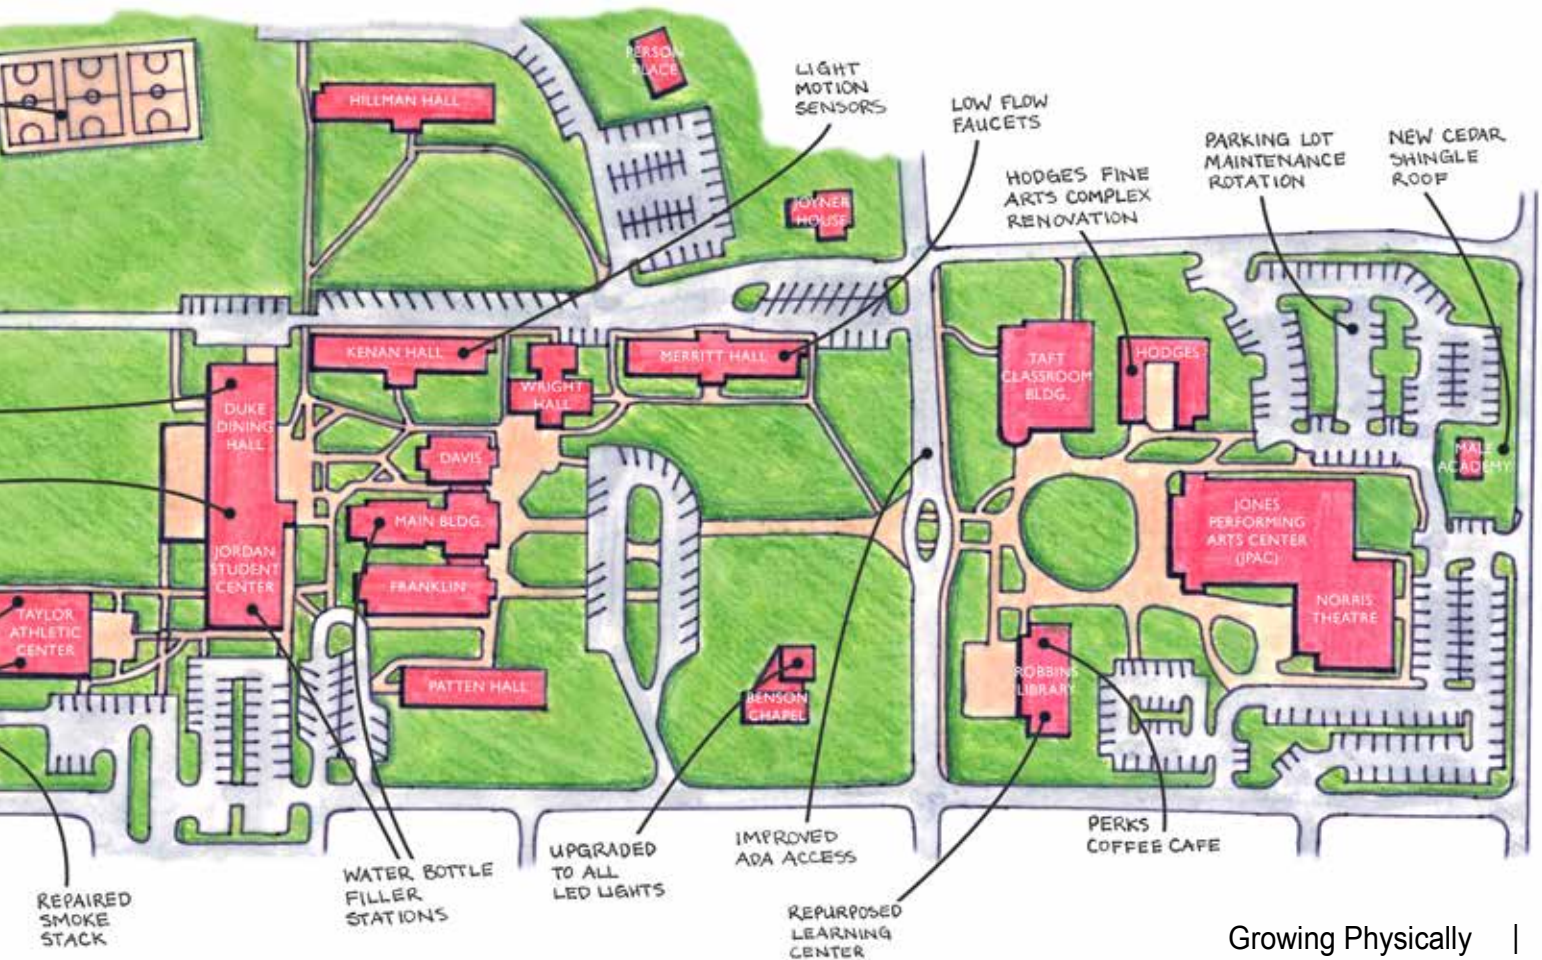 PERSON
PLACE
HILLMAN HALL
LIGHT
MOTION
SENSORS
LOW FLOW
FAUCETS
PARKING LOT
MAINTENANCE
ROTATION
NEW CEDAR
SHINGLE
ROOF
HODGES FINE
ARTS COMPLEX
RENOVATION
JOYNER
HOUSE
KENAN HALL
MERRITT HALL
WRIGHT
HALL
TAFT
CLASSROOM
BLDG.
HODGES
DUKE
DINING
HALL
DAVIS
MALE
ACADEMY
MAIN BLDG.
JONES
PERFORMING
ARTS CENTER
(JPAC)
JORDAN
STUDENT
CENTER
FRANKLIN
NORRIS
THEATRE
TAYLOR
ATHLETIC
CENTER
PATTEN HALL
BENSON
CHAPEL
ROBBINS
LIBRARY
REPAIRED
SMOKE
STACK
WATER BOTTLE
FILLER
STATIONS
UPGRADED
TO ALL
LED LIGHTS
IMPROVED
ADA ACCESS
PERKS
COFFEE CAFE
REPURPOSED
LEARNING
CENTER
Growing Physically |